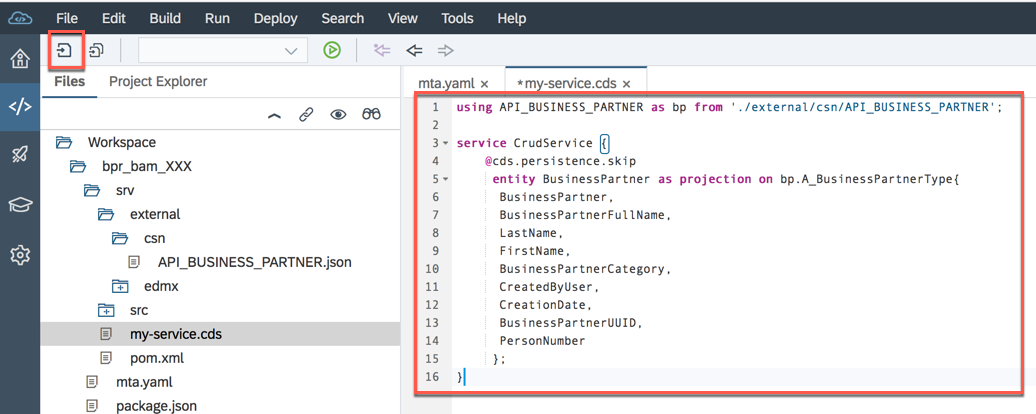 File Edit Build Run Deploy Search View Tools Help
Files Project Explorer
Workspace
bpr_bam_XXX
srv
external
csn
API_BUSINESS_PARTNER.json
edmx
src
my-service.cds
pom.xml
mta.yaml
package.json
mta.yaml × *my-service.cds ×
1 using API_BUSINESS_PARTNER as bp from './external/csn/API_BUSINESS_PARTNER';
2
3 service CrudService {
4 @cds.persistence.skip
5 entity BusinessPartner as projection on bp.A_BusinessPartnerType{
6 BusinessPartner,
7 BusinessPartnerFullName,
8 LastName,
9 FirstName,
10 BusinessPartnerCategory,
11 CreatedByUser,
12 CreationDate,
13 BusinessPartnerUUID,
14 PersonNumber
15 };
16 }